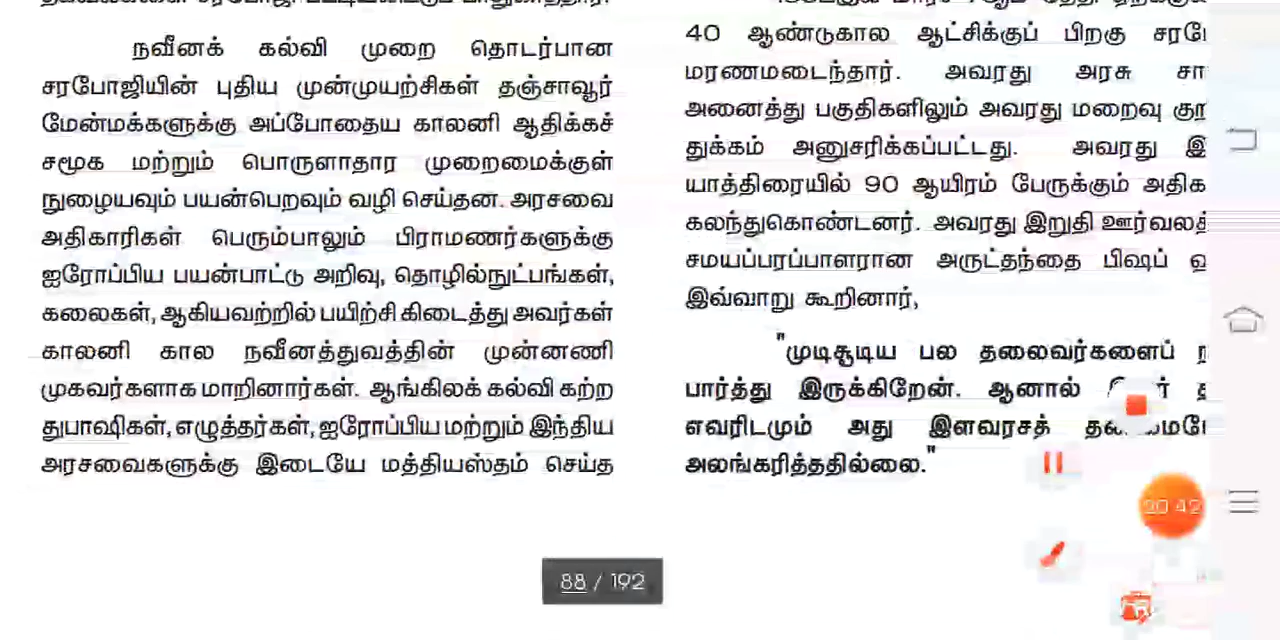 நவீனக் கல்வி முறை தொடர்பான
சரபோஜியின் புதிய முன்முயற்சிகள் தஞ்சாவூர்
மேன்மக்களுக்கு அப்போதைய காலனி ஆதிக்கச்
சமூக மற்றும் பொருளாதார முறைமைக்குள்
நுழையவும் பயன்பெறவும் வழி செய்தன. அரசவை
அதிகாரிகள் பெரும்பாலும் பிராமணர்களுக்கு
ஐரோப்பிய பயன்பாட்டு அறிவு, தொழில்நுட்பங்கள்,
கலைகள், ஆகியவற்றில் பயிற்சி கிடைத்து அவர்கள்
காலனி கால நவீனத்துவத்தின் முன்னணி
முகவர்களாக மாறினார்கள். ஆங்கிலக் கல்வி கற்ற
துபாஷிகள், எழுத்தர்கள், ஐரோப்பிய மற்றும் இந்திய
அரசவைகளுக்கு இடையே மத்தியஸ்தம் செய்த
40 ஆண்டுகால ஆட்சிக்குப் பிறகு
மரணமடைந்தார். அவரது அரசு
அனைத்து பகுதிகளிலும் அவரது மறைவு
துக்கம் அனுசரிக்கப்பட்டது. அவரது
யாத்திரையில் 90 ஆயிரம் பேருக்கும்
கலந்துகொண்டனர். அவரது இறுதி
சமயப்பரப்பாளரான அருட்தந்தை பிஷப்
இவ்வாறு கூறினார்,
"முடிசூடிய பல தலைவர்களைப்
பார்த்து இருக்கிறேன். ஆனால்
எவரிடமும் அது இளவரசத்
அலங்கரித்ததில்லை."
20:42
88 / 192